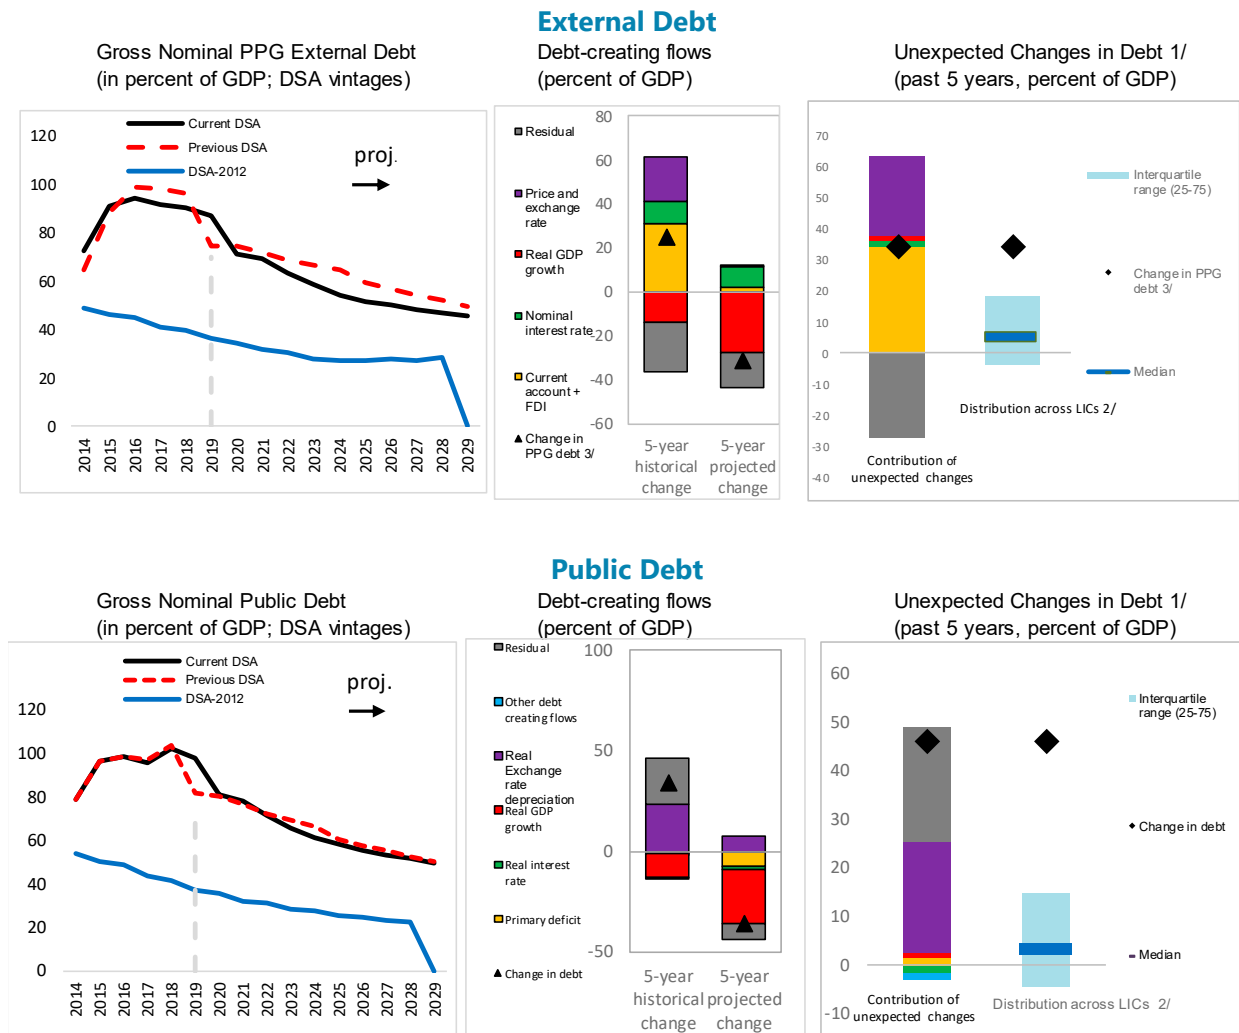 External Debt
Gross Nominal PPG External Debt
(in percent of GDP; DSA vintages)
Current DSA
Previous DSA
DSA-2012
proj.
120
100
80
60
40
20
0
2014
2015
2016
2017
2018
2019
2020
2021
2022
2023
2024
2025
2026
2027
2028
2029
Debt-creating flows
(percent of GDP)
Residual
Price and
exchange
rate
Real GDP
growth
Nominal
interest rate
Current
account +
FDI
Change in
PPG debt 3/
80
60
40
20
0
-20
-40
-60
5-year
historical
change
5-year
projected
change
Unexpected Changes in Debt 1/
(past 5 years, percent of GDP)
70
60
50
40
30
20
10
0
-10
-20
-30
-40
Interquartile
range (25-75)
Change in PPG
debt 3/
Median
Distribution across LICs 2/
Contribution of
unexpected changes
Public Debt
Gross Nominal Public Debt
(in percent of GDP; DSA vintages)
Current DSA
Previous DSA
DSA-2012
proj.
120
100
80
60
40
20
0
2014
2015
2016
2017
2018
2019
2020
2021
2022
2023
2024
2025
2026
2027
2028
2029
Debt-creating flows
(percent of GDP)
Residual
Other debt
creating flows
Real
Exchange
rate
depreciation
Real GDP
growth
Real interest
rate
Primary deficit
Change in debt
100
50
0
-50
5-year
historical
change
5-year
projected
change
Unexpected Changes in Debt 1/
(past 5 years, percent of GDP)
60
50
40
30
20
10
0
-10
Interquartile
range (25-75)
Change in debt
Median
Contribution of
unexpected changes
Distribution across LICs 2/